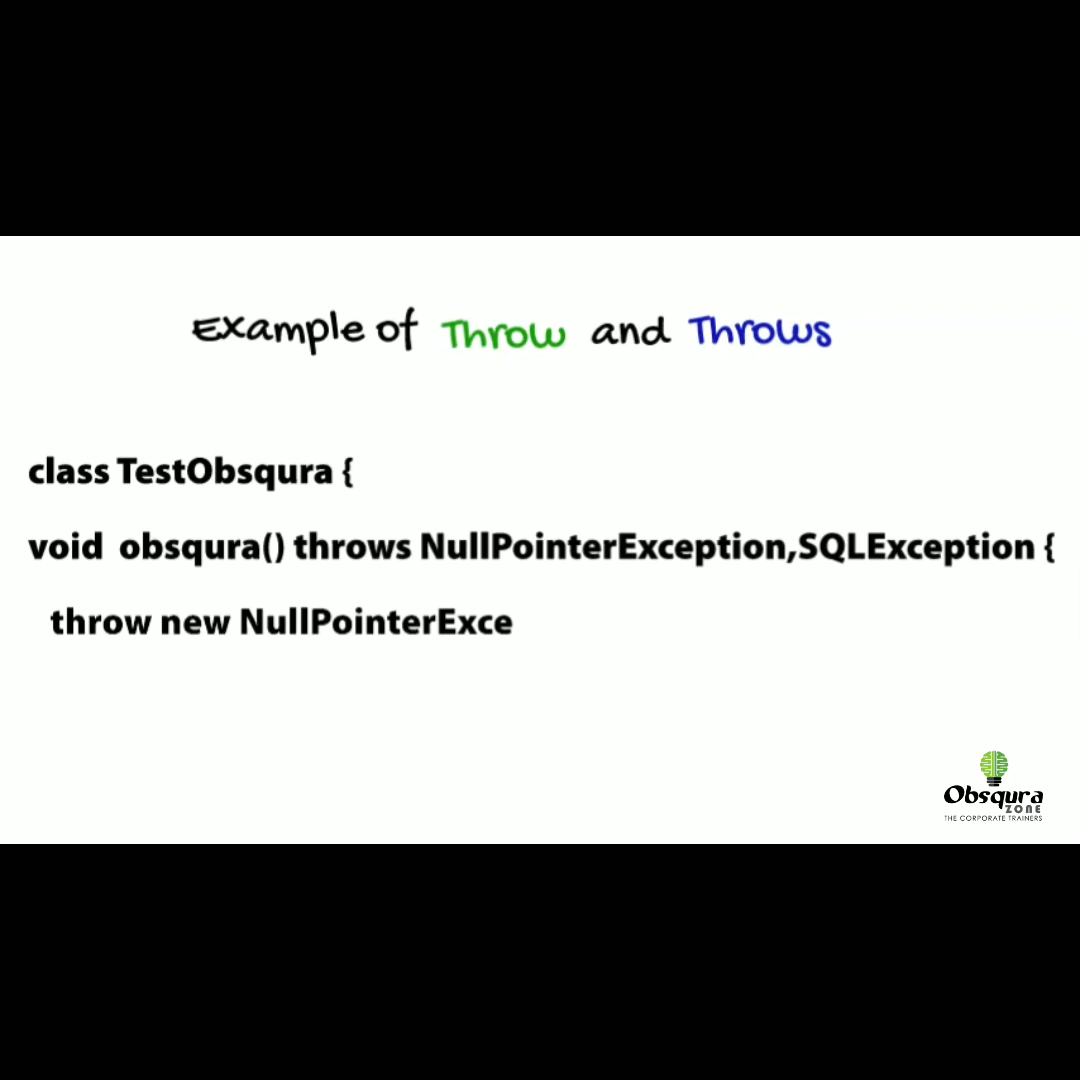 Example of Throw and Throws
class TestObsqura {
void obsqura() throws NullPointerException,SQLException {
throw new NullPointerExce
Obsqura
ZONE
THE CORPORATE TRAINERS